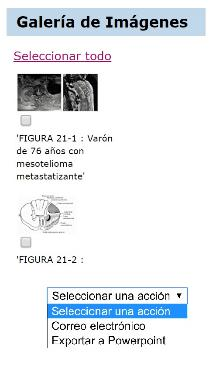 Galería de Imágenes
Seleccionar todo
'FIGURA 21-1 : Varón
de 76 años con
mesotelioma
metastatizante'
'FIGURA 21-2 :
Seleccionar una acción
Seleccionar una acción
Correo electrónico
Exportar a Powerpoint